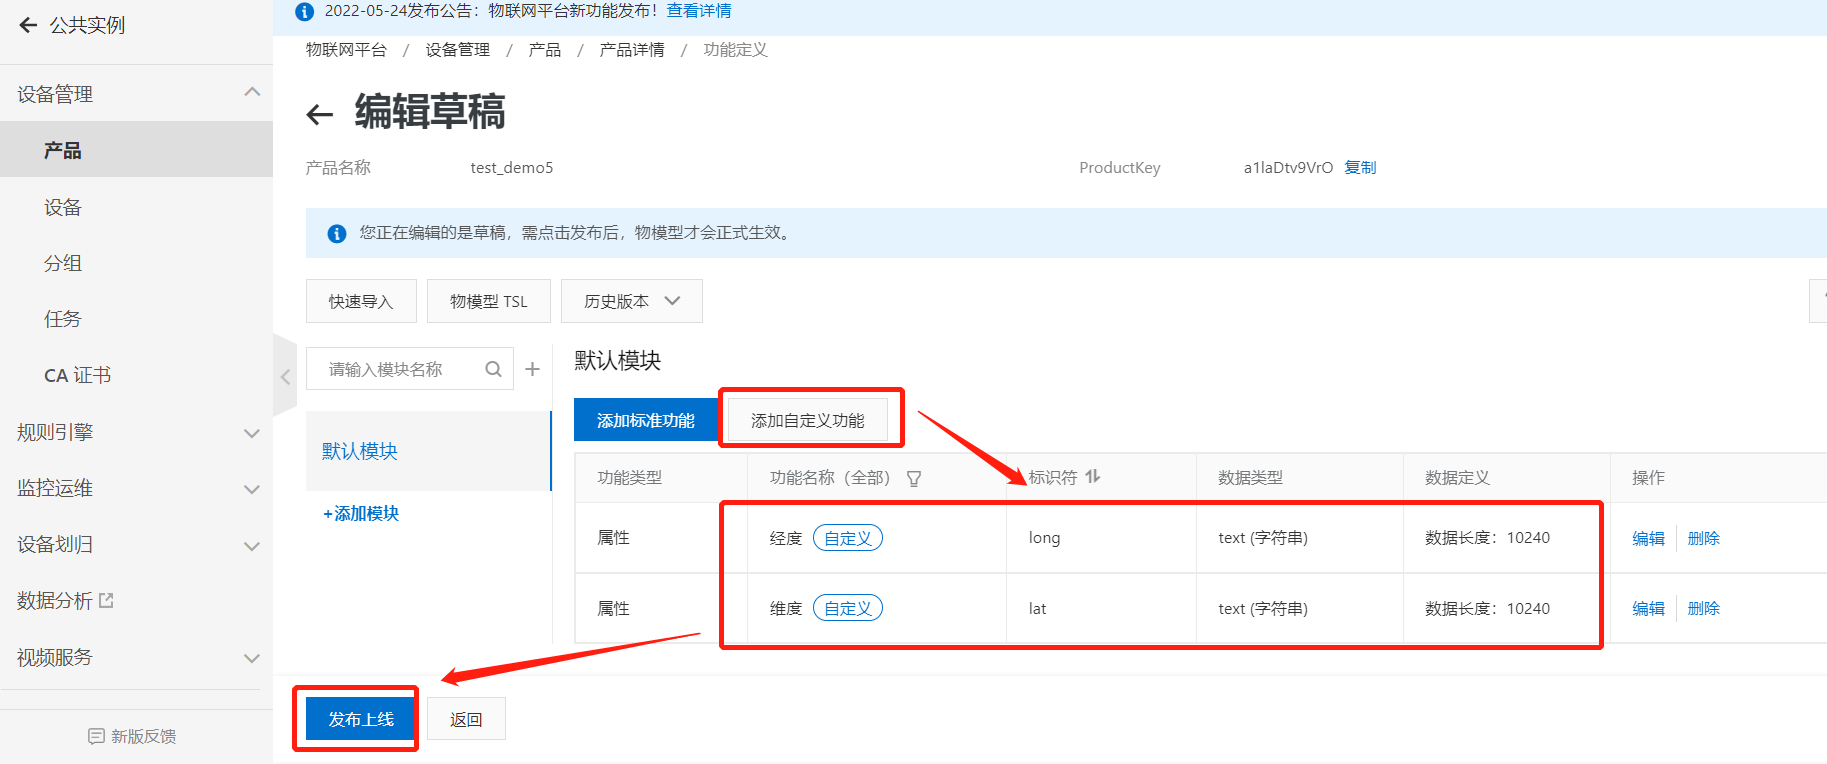 公共实例
2022-05-24发布公告：物联网平台新功能发布！查看详情
物联网平台 / 设备管理 / 产品 / 产品详情 / 功能定义
设备管理
产品
设备
分组
任务
CA 证书
规则引擎
监控运维
设备划归
数据分析
视频服务
新版反馈
编辑草稿
产品名称 test_demo5 ProductKey a1laDtv9VrO 复制
您正在编辑的是草稿，需点击发布后，物模型才会正式生效。
快速导入 物模型 TSL 历史版本
请输入模块名称 +
默认模块
+添加模块
默认模块
添加标准功能 添加自定义功能
功能类型 功能名称（全部） 标识符 数据类型 数据定义 操作
属性 经度 自定义 long text (字符串) 数据长度：10240 编辑 删除
属性 维度 自定义 lat text (字符串) 数据长度：10240 编辑 删除
发布上线 返回